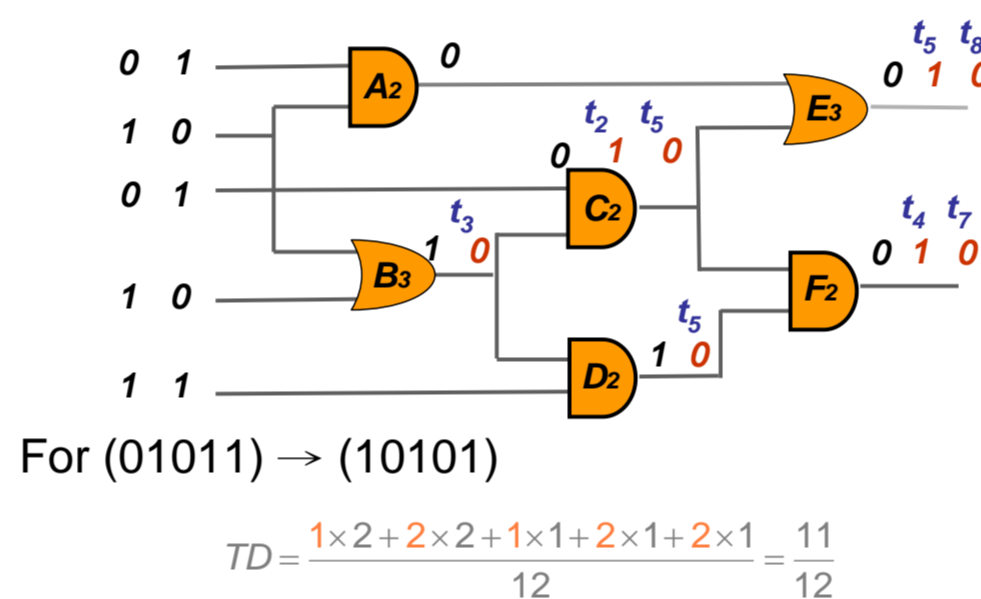 t5 t8
0 1 0 0 1
A2
E3
t2 t5
1 0 0 1 0
0 1
C2
t3 t4 t7
1 0 0 1 0
B3
F2
1 0 t5
1 0
D2
1 1
For (01011) → (10101)
TD = (1×2+2×2+1×1+2×1+2×1)/12 = 11/12